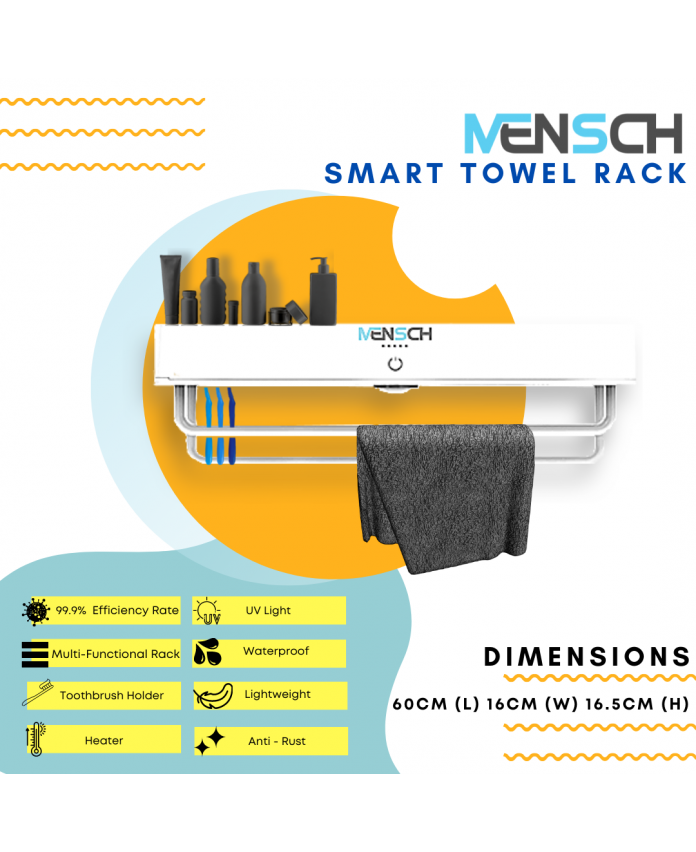 MENSCH
SMART TOWEL RACK
MENSCH
99.9% Efficiency Rate
UV Light
UV
Multi-Functional Rack
Waterproof
Toothbrush Holder
Lightweight
Heater
Anti - Rust
DIMENSIONS
60CM (L) 16CM (W) 16.5CM (H)